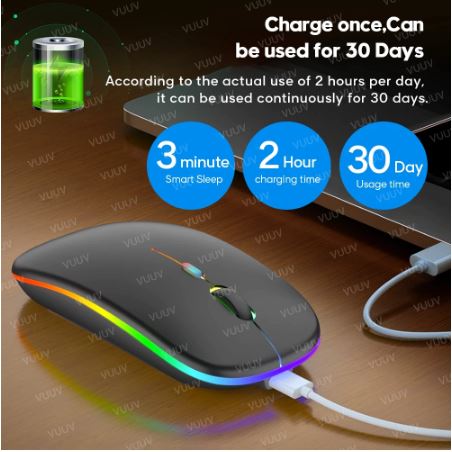 Charge once,Can
be used for 30 Days
According to the actual use of 2 hours per day,
it can be used continuously for 30 days.
3 minute
Smart Sleep
2 Hour
charging time
30 Day
Usage time
VUUV